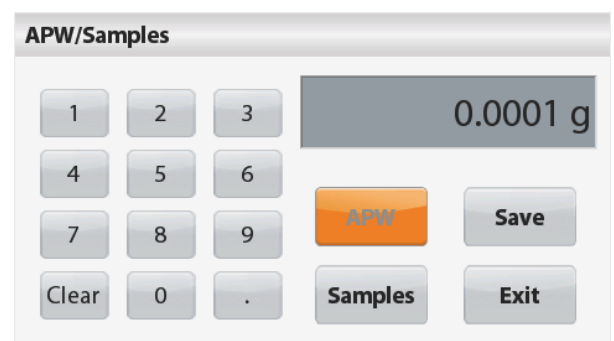 APW/Samples
0.0001 g
1 2 3
4 5 6
7 8 9
Clear 0 .
APW Save
Samples Exit